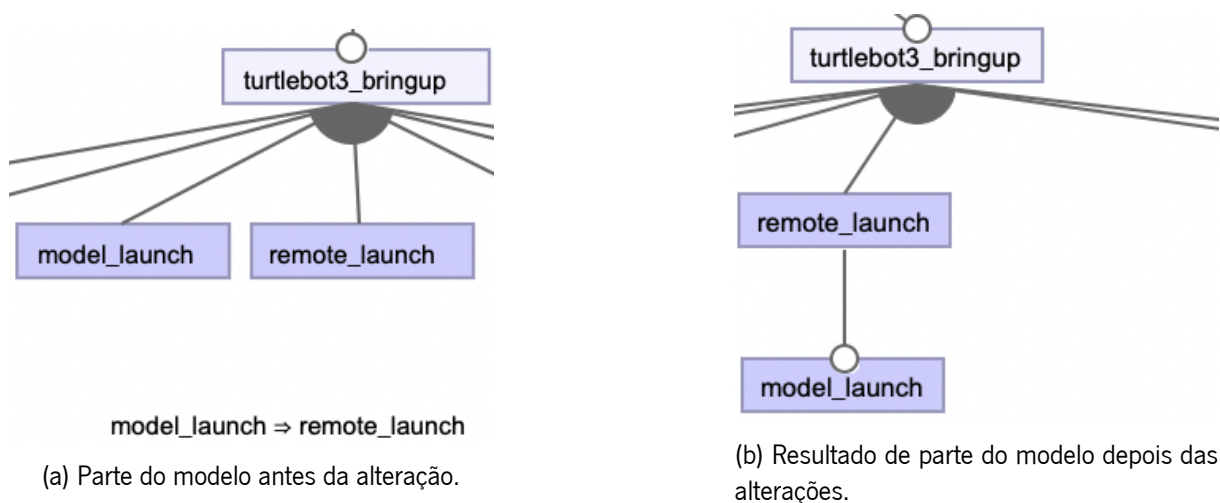 turtlebot3_bringup
model_launch
remote_launch
model_launch ⇒ remote_launch
(a) Parte do modelo antes da alteração.
turtlebot3_bringup
remote_launch
model_launch
(b) Resultado de parte do modelo depois das
alterações.